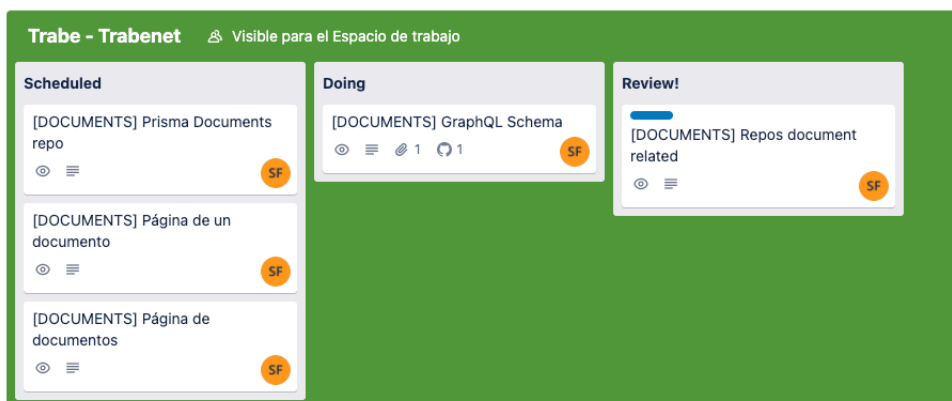 Trabe - Trabenet Visible para el Espacio de trabajo
Scheduled
[DOCUMENTS] Prisma Documents
repo
SF
[DOCUMENTS] Página de un
documento
SF
[DOCUMENTS] Página de
documentos
SF
Doing
[DOCUMENTS] GraphQL Schema
1 1
SF
Review!
[DOCUMENTS] Repos document
related
SF